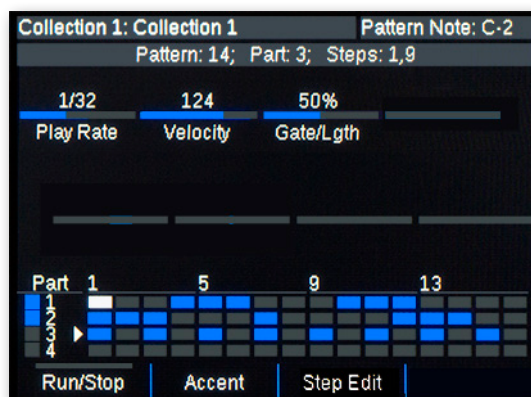 Collection 1: Collection 1 Pattern Note: C-2
Pattern: 14; Part: 3; Steps: 1,9
1/32 124 50%
Play Rate Velocity Gate/Lgth
Part 1 5 9 13
1
2
3
4
Run/Stop Accent Step Edit